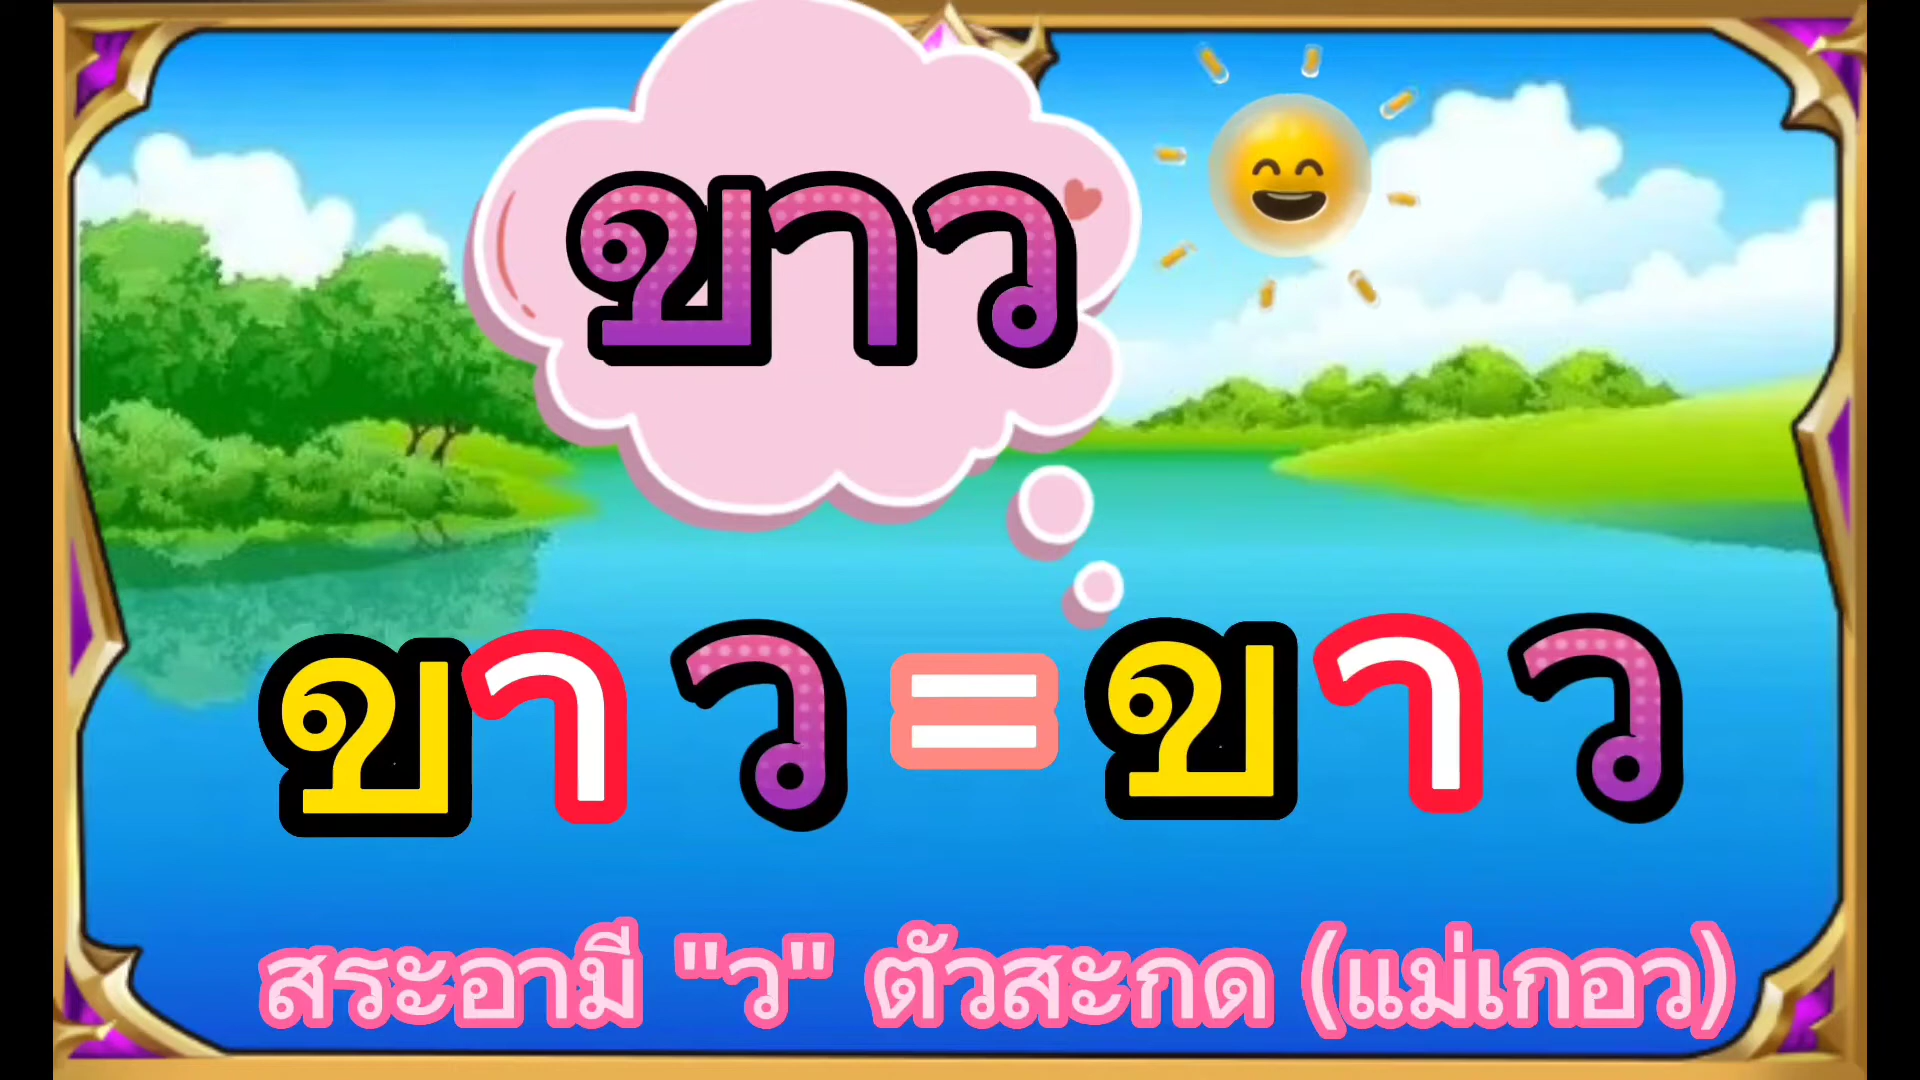 ขาว
ขา ว=ขาว
สระอามี "ว" ตัวสะกด (แม่เกอว)